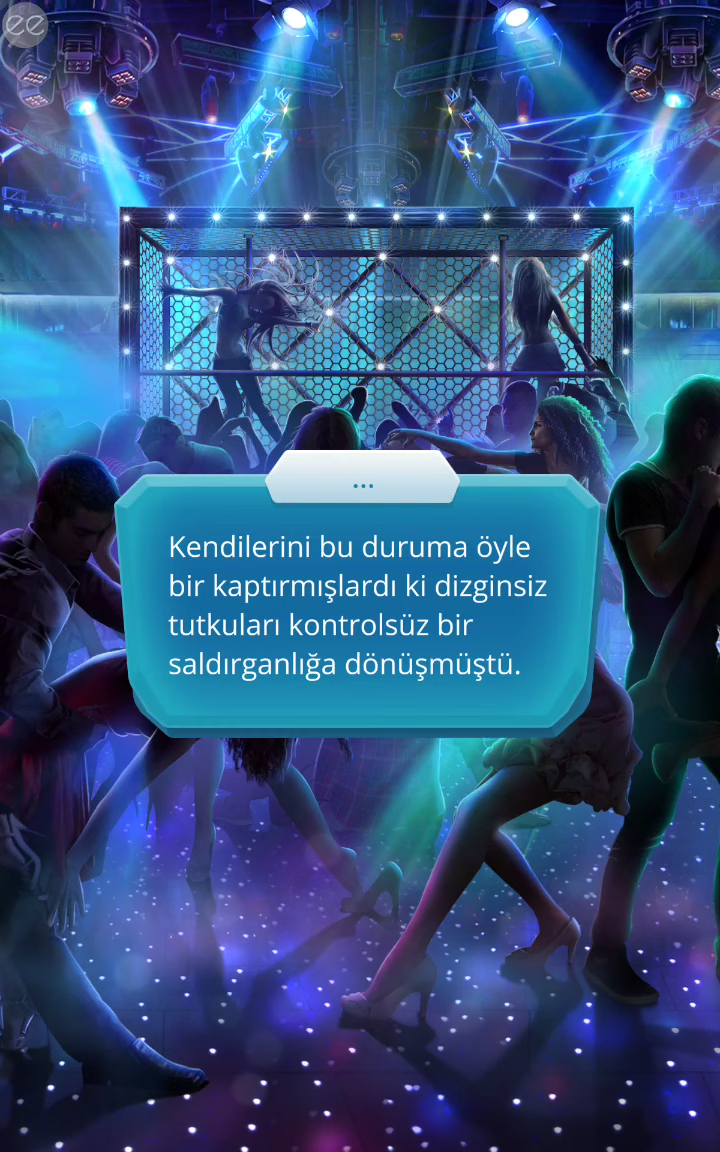 ...
Kendilerini bu duruma öyle
bir kaptırmışlardı ki dizginsiz
tutkuları kontrolsüz bir
saldırganlığa dönüşmüştü.